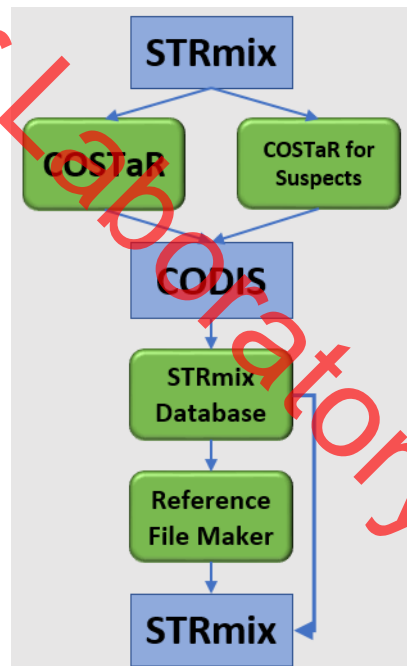 STRmix
COSTaR
COSTaR for
Suspects
CODIS
STRmix
Database
Reference
File Maker
STRmix
Laboratory